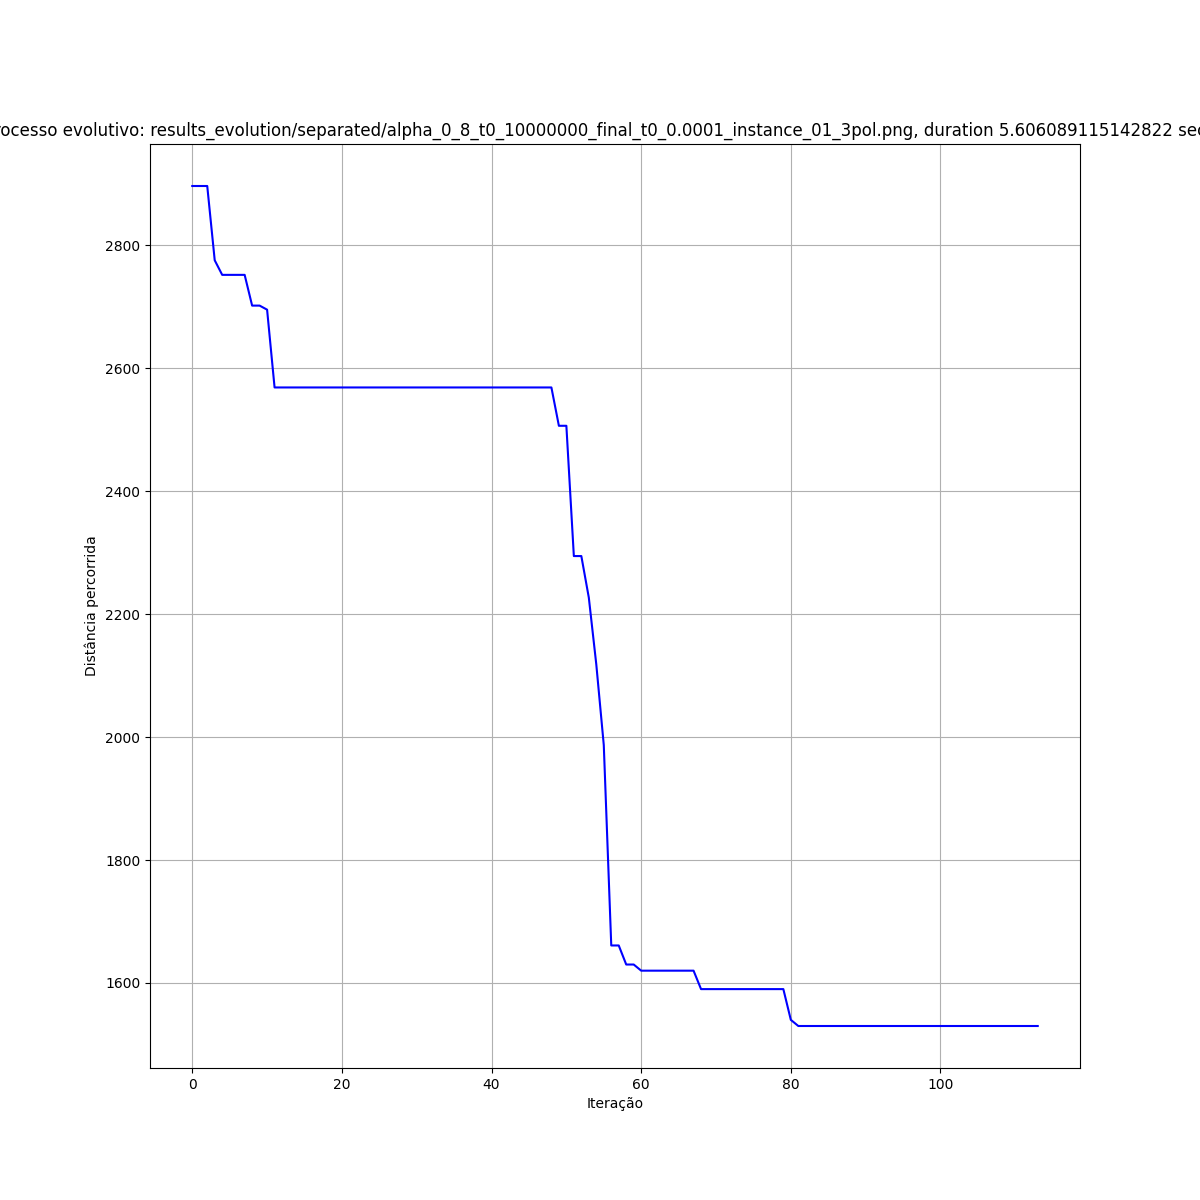 ocesso evolutivo: results_evolution/separated/alpha_0_8_t0_10000000_final_t0_0.0001_instance_01_3pol.png, duration 5.606089115142822 sec
2800
2600
2400
2200
2000
1800
1600
Distância percorrida
0 20 40 60 80 100
Iteração